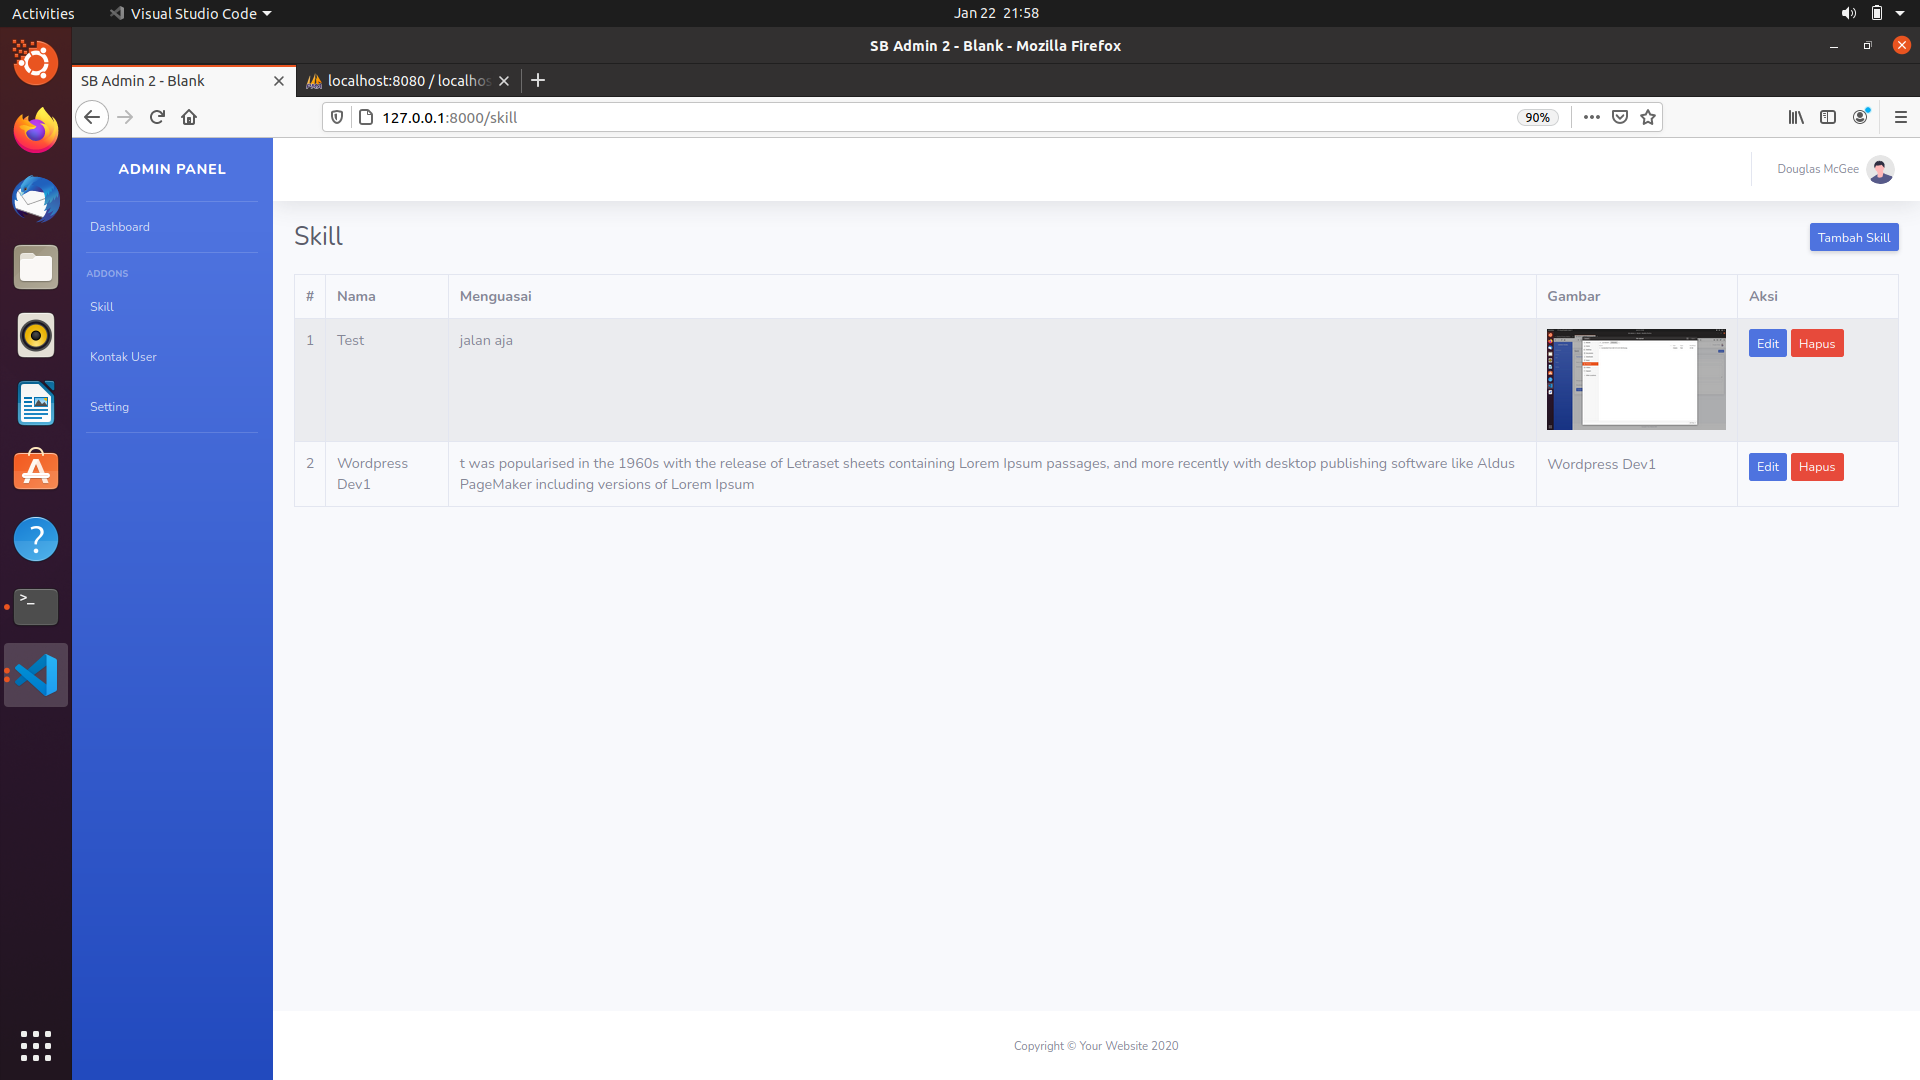 Activities
Visual Studio Code
Jan 22 21:58
SB Admin 2 - Blank - Mozilla Firefox
SB Admin 2 - Blank
localhost:8080 / localhos
127.0.0.1:8000/skill
90%
ADMIN PANEL
Douglas McGee
Dashboard
ADDONS
Skill
Kontak User
Setting
Skill
Tambah Skill
# Nama Menguasai Gambar Aksi
1 Test jalan aja Edit Hapus
2 Wordpress Dev1 t was popularised in the 1960s with the release of Letraset sheets containing Lorem Ipsum passages, and more recently with desktop publishing software like Aldus
PageMaker including versions of Lorem Ipsum Wordpress Dev1 Edit Hapus
Copyright © Your Website 2020